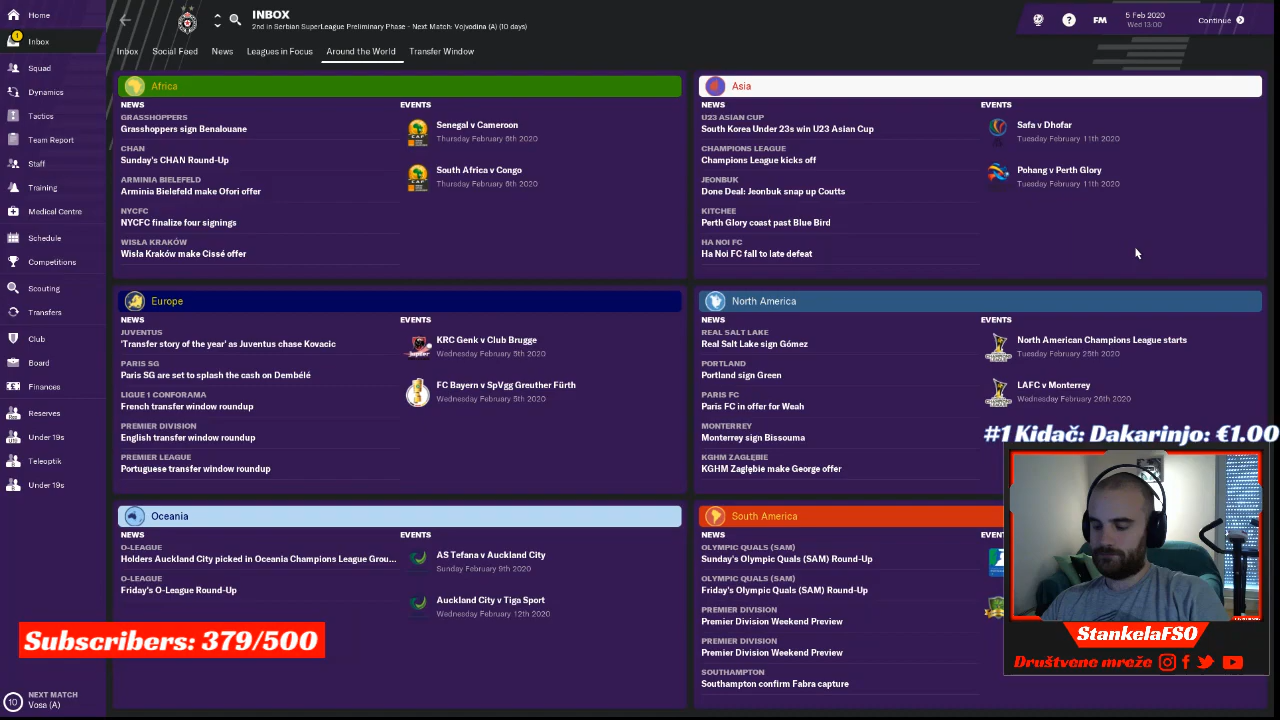 Home
Inbox
Squad
Dynamics
Tactics
Team Report
Staff
Training
Medical Centre
Schedule
Competitions
Scouting
Transfers
Club
Board
Finances
Reserves
Under 19s
Teleoptik
Under 19s
10
NEXT MATCH
Vosa (A)
INBOX
2nd in Serbian SuperLeague Preliminary Phase - Next Match: Vojvodina (A) (10 days)
FM
5 Feb 2020
Wed 13:00
Continue
Inbox Social Feed News Leagues in Focus Around the World Transfer Window
Africa
NEWS
GRASSHOPPERS
Grasshoppers sign Benalouane
CHAN
Sunday's CHAN Round-Up
ARMINIA BIELEFELD
Arminia Bielefeld make Ofori offer
NYCFC
NYCFC finalize four signings
WISŁA KRAKÓW
Wisła Kraków make Cissé offer
EVENTS
Senegal v Cameroon
Thursday February 6th 2020
South Africa v Congo
Thursday February 6th 2020
Asia
NEWS
U23 ASIAN CUP
South Korea Under 23s win U23 Asian Cup
CHAMPIONS LEAGUE
Champions League kicks off
JEONBUK
Done Deal: Jeonbuk snap up Coutts
KITCHEE
Perth Glory coast past Blue Bird
HA NOI FC
Ha Noi FC fall to late defeat
EVENTS
Safa v Dhofar
Tuesday February 11th 2020
Pohang v Perth Glory
Tuesday February 11th 2020
Europe
NEWS
JUVENTUS
'Transfer story of the year' as Juventus chase Kovacic
PARIS SG
Paris SG are set to splash the cash on Dembélé
LIGUE 1 CONFORAMA
French transfer window roundup
PREMIER DIVISION
English transfer window roundup
PREMIER LEAGUE
Portuguese transfer window roundup
EVENTS
KRC Genk v Club Brugge
Wednesday February 5th 2020
FC Bayern v SpVgg Greuther Fürth
Wednesday February 5th 2020
North America
NEWS
REAL SALT LAKE
Real Salt Lake sign Gómez
PORTLAND
Portland sign Green
PARIS FC
Paris FC in offer for Weah
MONTERREY
Monterrey sign Bissouma
KGHM ZAGŁĘBIE
KGHM Zagłębie make George offer
EVENTS
North American Champions League starts
Tuesday February 25th 2020
LAFC v Monterrey
Wednesday February 26th 2020
#1 Kidač: Dakarinjo: €1.00
Oceania
NEWS
O-LEAGUE
Holders Auckland City picked in Oceania Champions League Grou...
O-LEAGUE
Friday's O-League Round-Up
EVENTS
AS Tefana v Auckland City
Sunday February 9th 2020
Auckland City v Tiga Sport
Wednesday February 12th 2020
South America
NEWS
OLYMPIC QUALS (SAM)
Sunday's Olympic Quals (SAM) Round-Up
OLYMPIC QUALS (SAM)
Friday's Olympic Quals (SAM) Round-Up
PREMIER DIVISION
Premier Division Weekend Preview
PREMIER DIVISION
Premier Division Weekend Preview
SOUTHAMPTON
Southampton confirm Fabra capture
Subscribers: 379/500
StankelaFSO
Društvene mreže